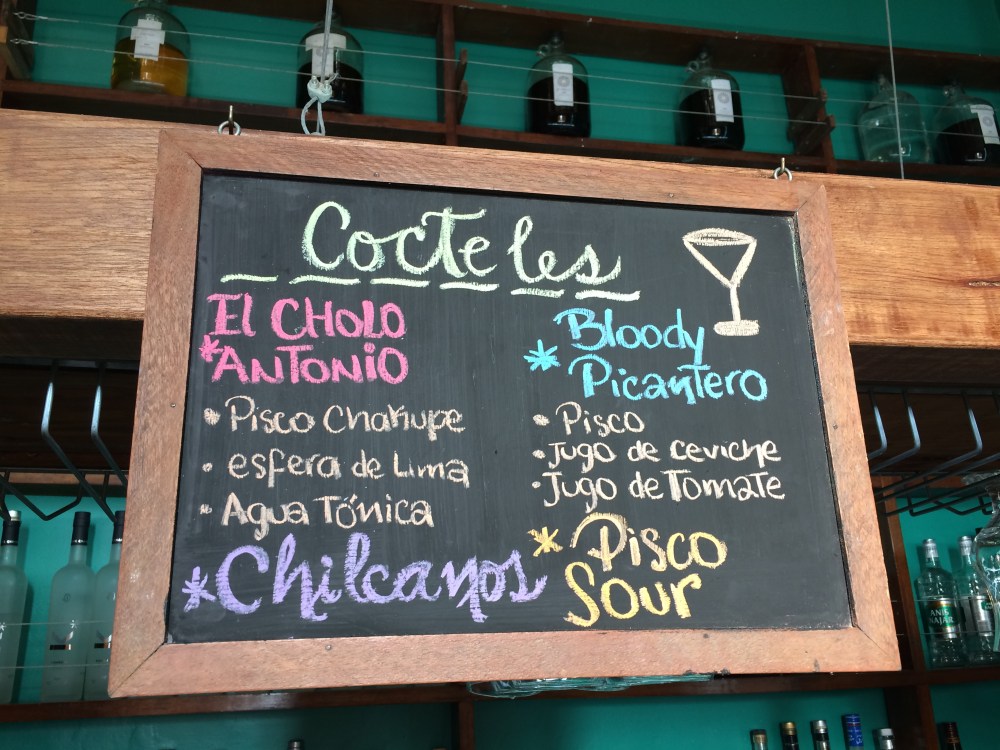 Cocteles
El CHOLO
* ANTONIO
• Pisco Chañupe
• esfera de Lima
• Agua Tónica
* Chilcanos
Bloody
* Picantero
• Pisco
• Jugo de ceviche
• Jugo de Tomate
* Pisco
Sour